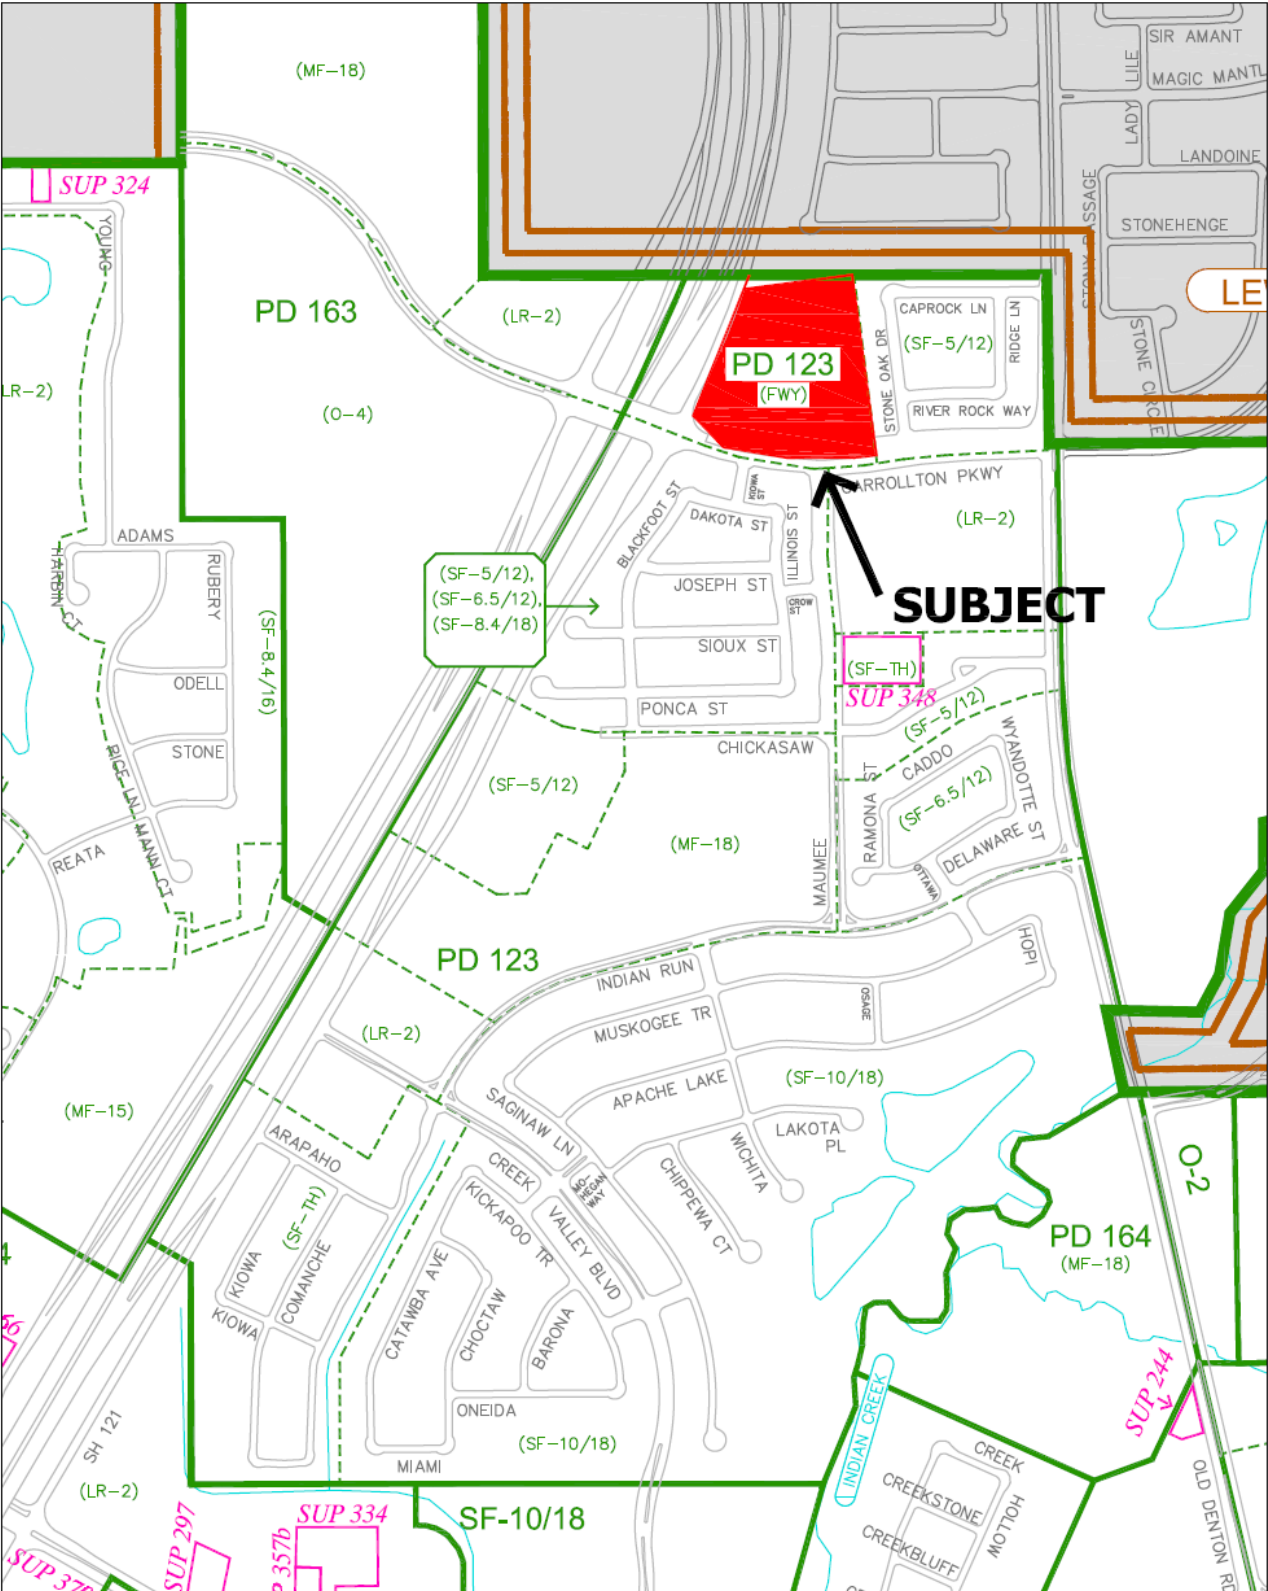 (MF-18)
SIR AMANT
LILE
MAGIC MANTL
LADY
LANDOINE
SUP 324
STONEHENGE
YOUNG
PD 163
(LR-2)
CAPROCK LN
RIDGE LN
(SF-5/12)
STONE OAK DR
RIVER ROCK WAY
STONE CIRCLE
PD 123
(FWY)
LR-2)
(O-4)
CARROLLTON PKWY
KIOWA
ST
BLACKFOOT ST
DAKOTA ST
ILLINOIS ST
(LR-2)
ADAMS
HARBIN CT
RUBERY
(SF-5/12),
(SF-6.5/12),
(SF-8.4/18)
JOSEPH ST
CROW
ST
SUBJECT
(SF-8.4/16)
SIOUX ST
(SF-TH)
SUP 348
ODELL
PONCA ST
(SF-5/12)
STONE
CHICKASAW
WYANDOTTE ST
CADDO
RICE LN
(SF-5/12)
RAMONA ST
(SF-6.5/12)
MANN CT
REATA
(MF-18)
MAUMEE
DELAWARE
OTTAWA
PD 123
INDIAN RUN
HOPI
OSAGE
MUSKOGEE TR
(LR-2)
(SF-10/18)
APACHE LAKE
SAGINAW LN
(MF-15)
ARAPAHO
LAKOTA
PL
WICHITA
CREEK
MO-
HEGAN
WAY
CHIPPEWA CT
KICKAPOO TR
VALLEY BLVD
O-2
PD 164
(MF-18)
(SF-TH)
KIOWA
COMANCHE
KIOWA
CATAWBA AVE
CHOCTAW
BARONA
4
66
SUP 244
INDIAN CREEK
ONEIDA
SH 121
(SF-10/18)
MIAMI
CREEK
CREEKSTONE
HOLLOW
CREEKBLUFF
(LR-2)
SUP 297
SUP 334
P 357b
SF-10/18
OLD DENTON RD